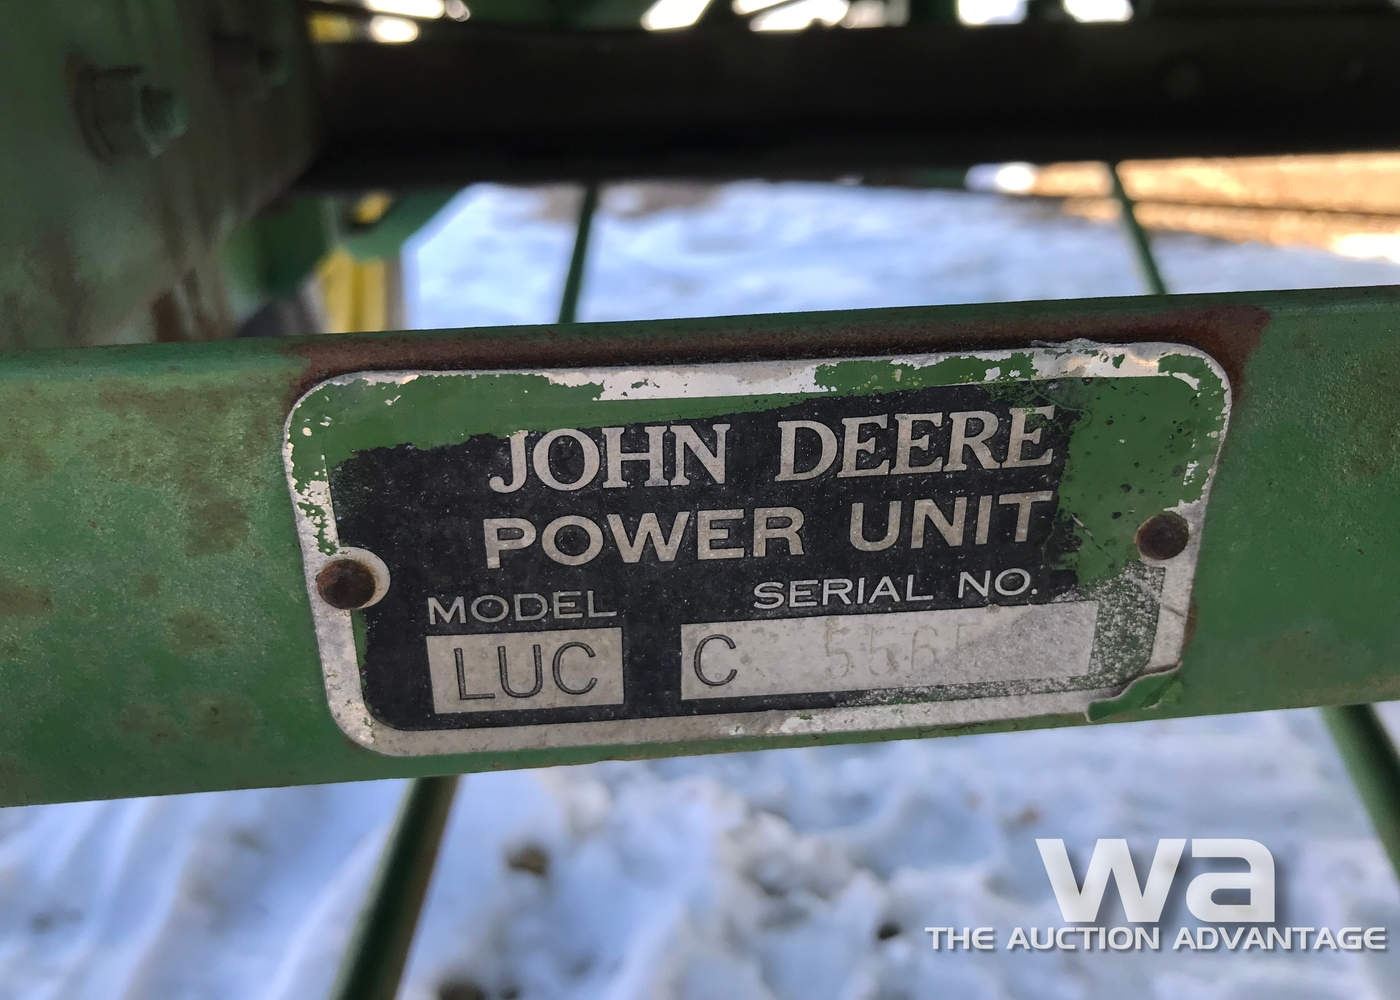 JOHN DEERE
POWER UNIT
MODEL SERIAL NO.
LUC C
wa
THE AUCTION ADVANTAGE